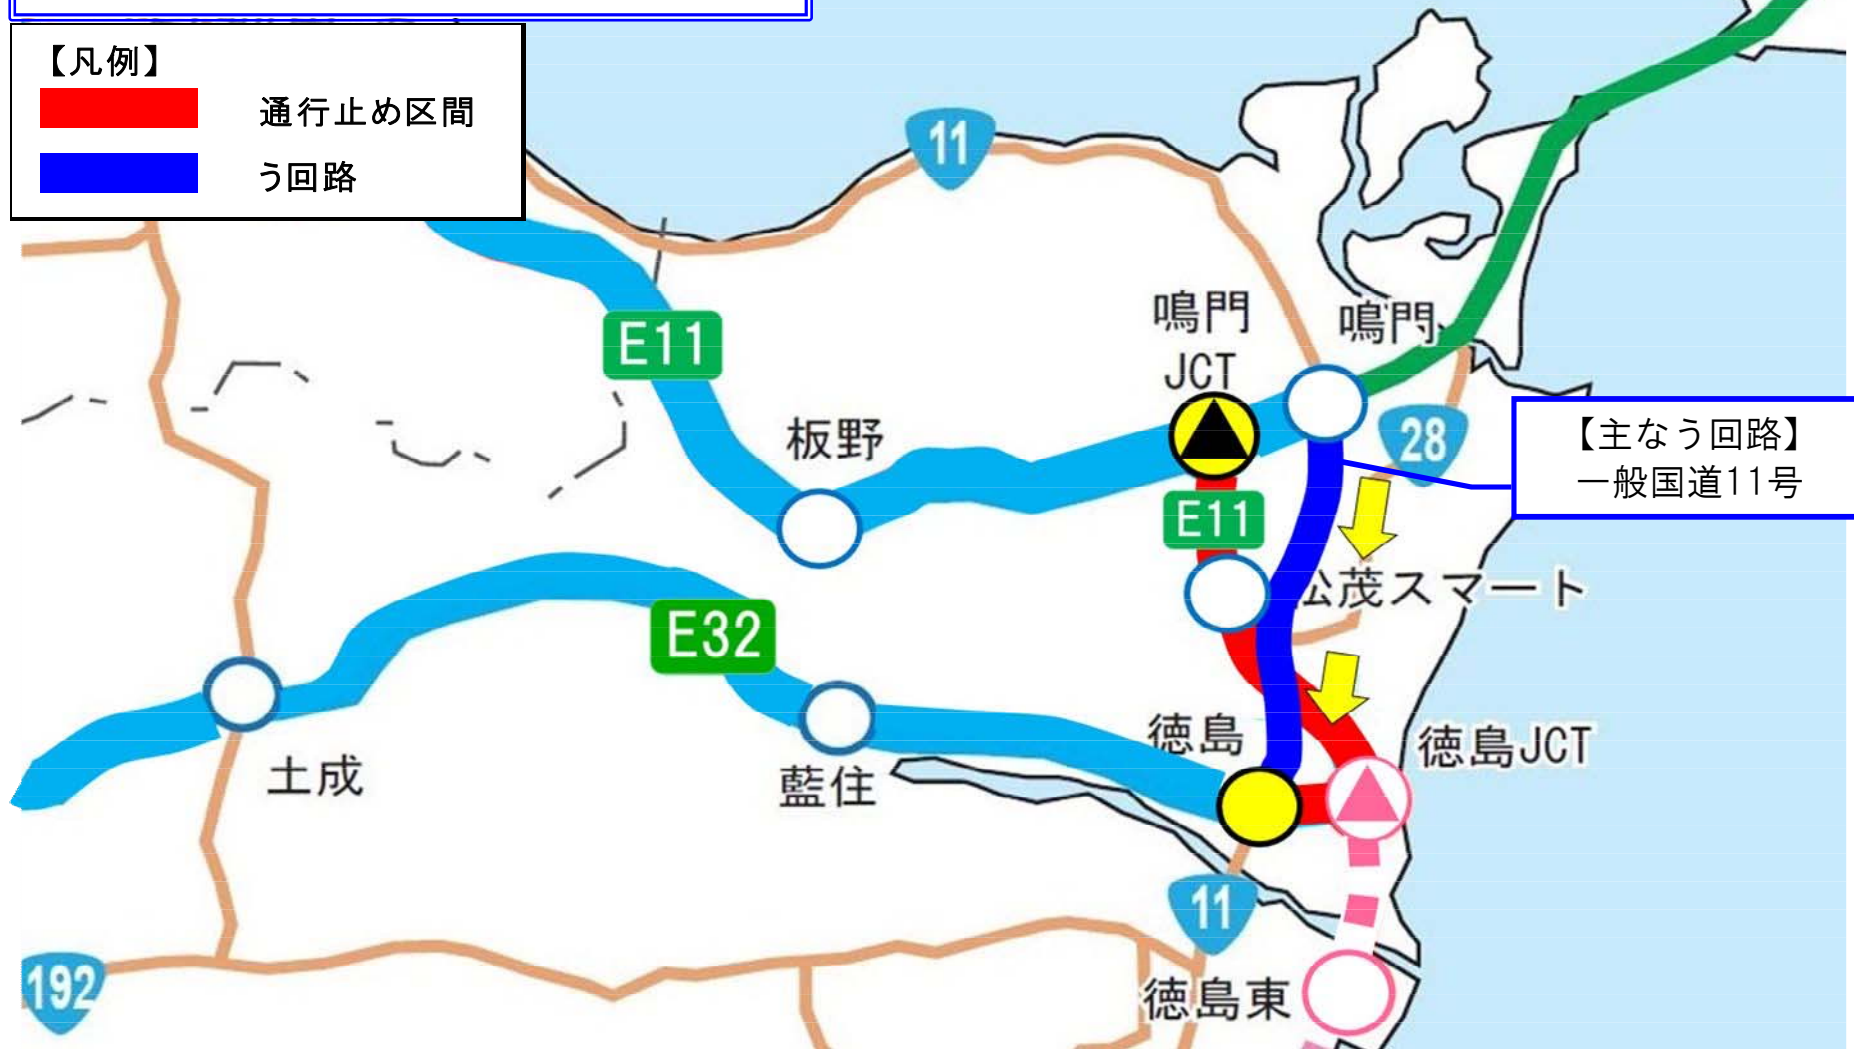 【凡例】
通行止め区間
う回路
11
鳴門
JCT
鳴門
E11
板野
28
【主なう回路】
一般国道11号
E11
松茂スマート
E32
徳島
徳島JCT
土成
藍住
11
192
徳島東